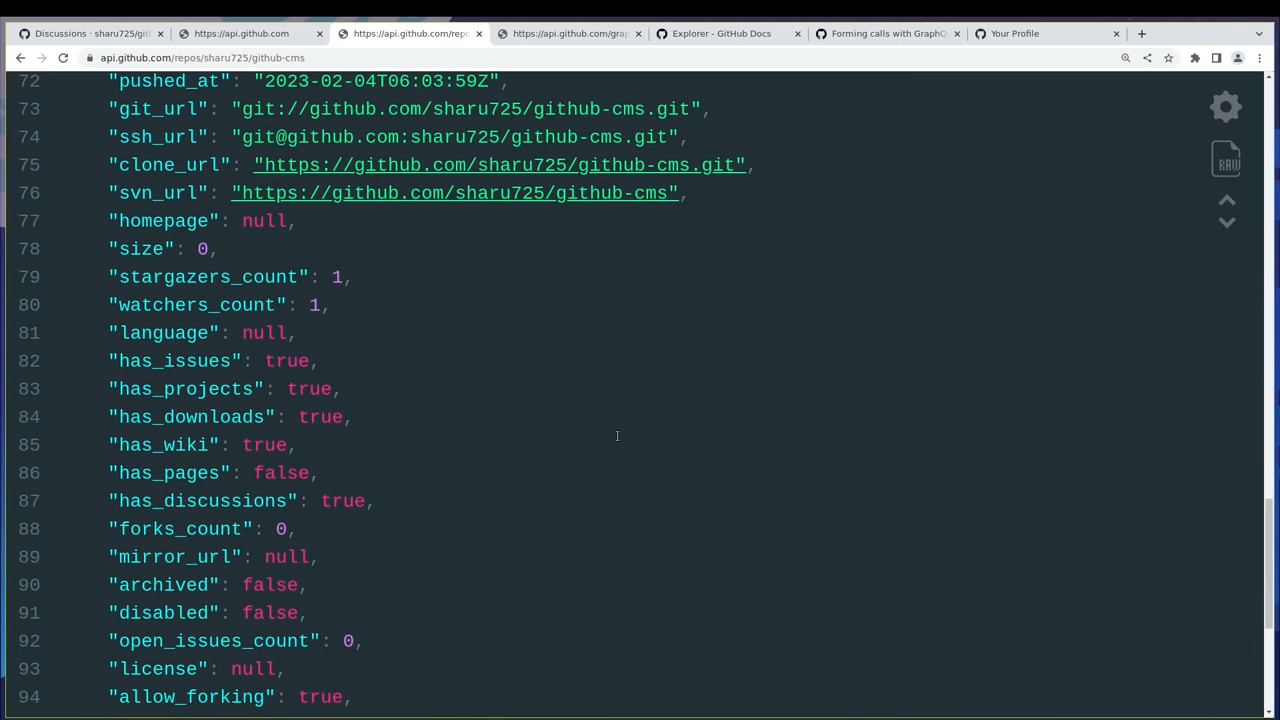 Discussions · sharu725/gitl
https://api.github.com
https://api.github.com/repo
https://api.github.com/grap
Explorer - GitHub Docs
Forming calls with GraphQ
Your Profile
api.github.com/repos/sharu725/github-cms
72 "pushed_at": "2023-02-04T06:03:59Z",
73 "git_url": "git://github.com/sharu725/github-cms.git",
74 "ssh_url": "git@github.com:sharu725/github-cms.git",
75 "clone_url": "https://github.com/sharu725/github-cms.git",
76 "svn_url": "https://github.com/sharu725/github-cms",
77 "homepage": null,
78 "size": 0,
79 "stargazers_count": 1,
80 "watchers_count": 1,
81 "language": null,
82 "has_issues": true,
83 "has_projects": true,
84 "has_downloads": true,
85 "has_wiki": true,
86 "has_pages": false,
87 "has_discussions": true,
88 "forks_count": 0,
89 "mirror_url": null,
90 "archived": false,
91 "disabled": false,
92 "open_issues_count": 0,
93 "license": null,
94 "allow_forking": true,
RAW